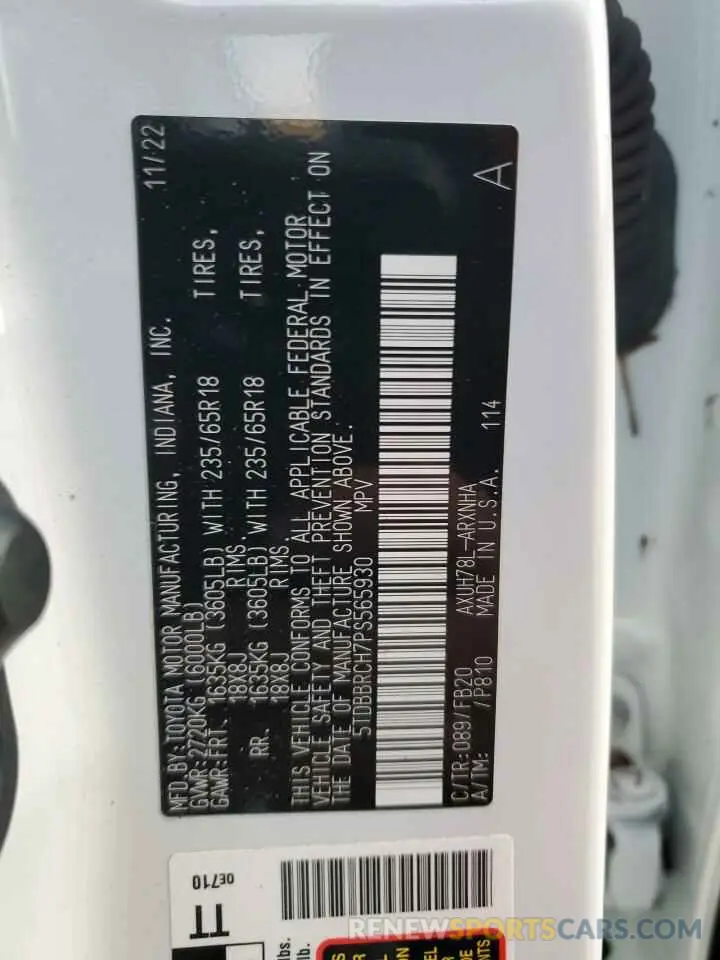 MFD.BY:TOYOTA MOTOR MANUFACTURING, INDIANA, INC. 11/22
GVWR:2720KG (6000LB)
GAWR:FRT. 1635KG (3605LB) WITH 235/65R18 TIRES,
18X8J RIMS.
RR. 1635KG (3605LB) WITH 235/65R18 TIRES,
18X8J RIMS.
THIS VEHICLE CONFORMS TO ALL APPLICABLE FEDERAL MOTOR
VEHICLE SAFETY AND THEFT PREVENTION STANDARDS IN EFFECT ON
THE DATE OF MANUFACTURE SHOWN ABOVE.
5TDBBRCH7PS565930 MPV
C/TR:089/FB20 AXUH78L-ARXNHA 114 A
A/TM: /P810 MADE IN U.S.A.
0E710
TT
lbs.
lb.
RENEWSPORTSCARS.COM